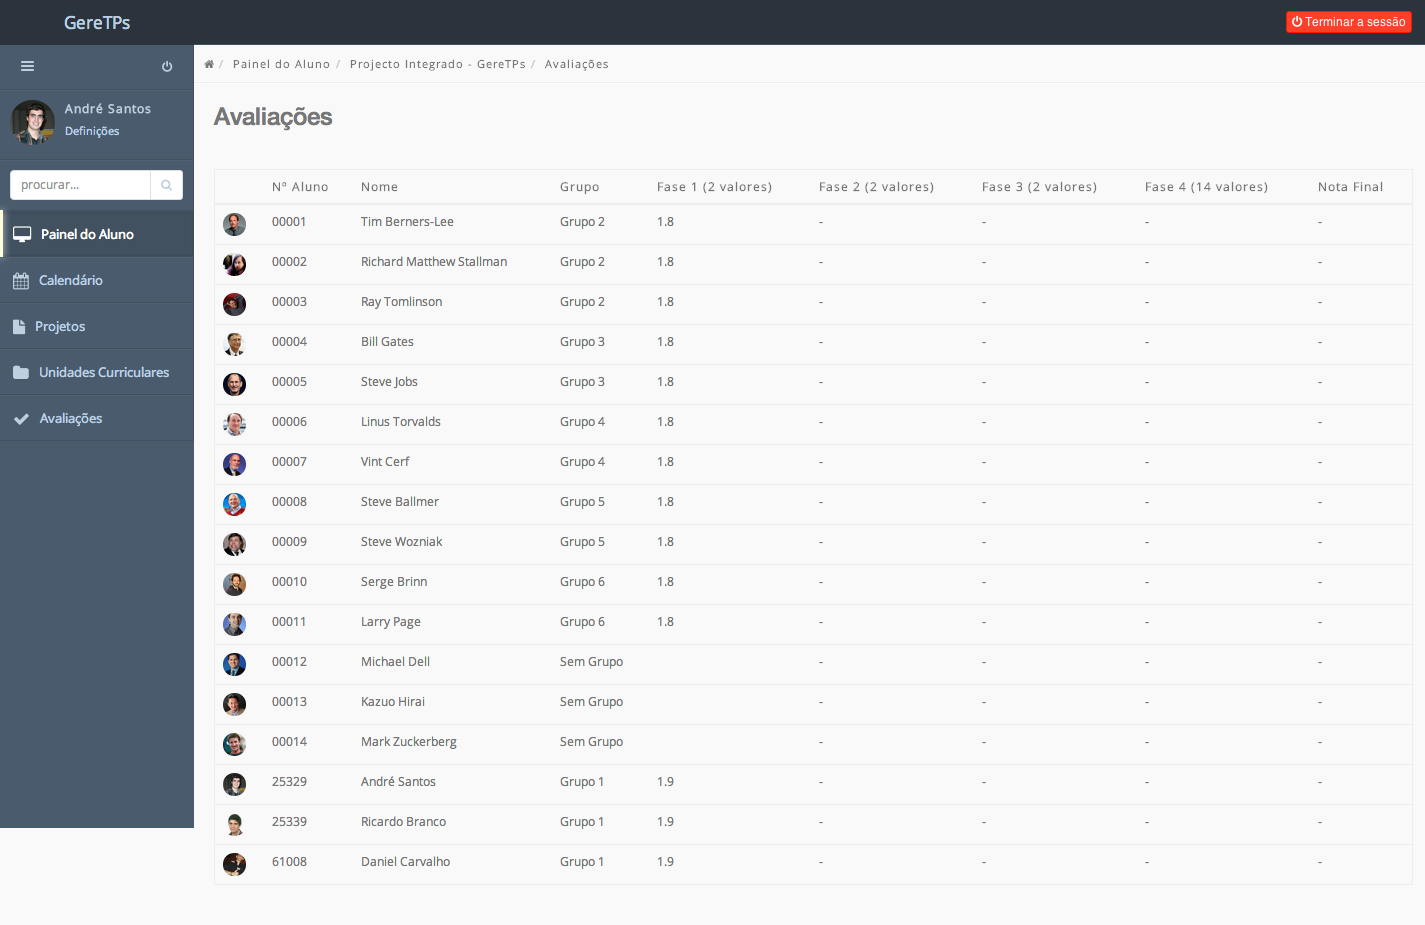 GereTPs
Terminar a sessão
/ Painel do Aluno / Projecto Integrado - GereTPs / Avaliações
André Santos
Definições
procurar...
Painel do Aluno
Calendário
Projetos
Unidades Curriculares
Avaliações
Avaliações
Nº Aluno Nome Grupo Fase 1 (2 valores) Fase 2 (2 valores) Fase 3 (2 valores) Fase 4 (14 valores) Nota Final
00001 Tim Berners-Lee Grupo 2 1.8 - - - -
00002 Richard Matthew Stallman Grupo 2 1.8 - - - -
00003 Ray Tomlinson Grupo 2 1.8 - - - -
00004 Bill Gates Grupo 3 1.8 - - - -
00005 Steve Jobs Grupo 3 1.8 - - - -
00006 Linus Torvalds Grupo 4 1.8 - - - -
00007 Vint Cerf Grupo 4 1.8 - - - -
00008 Steve Ballmer Grupo 5 1.8 - - - -
00009 Steve Wozniak Grupo 5 1.8 - - - -
00010 Serge Brinn Grupo 6 1.8 - - - -
00011 Larry Page Grupo 6 1.8 - - - -
00012 Michael Dell Sem Grupo - - - -
00013 Kazuo Hirai Sem Grupo - - - -
00014 Mark Zuckerberg Sem Grupo - - - -
25329 André Santos Grupo 1 1.9 - - - -
25339 Ricardo Branco Grupo 1 1.9 - - - -
61008 Daniel Carvalho Grupo 1 1.9 - - - -